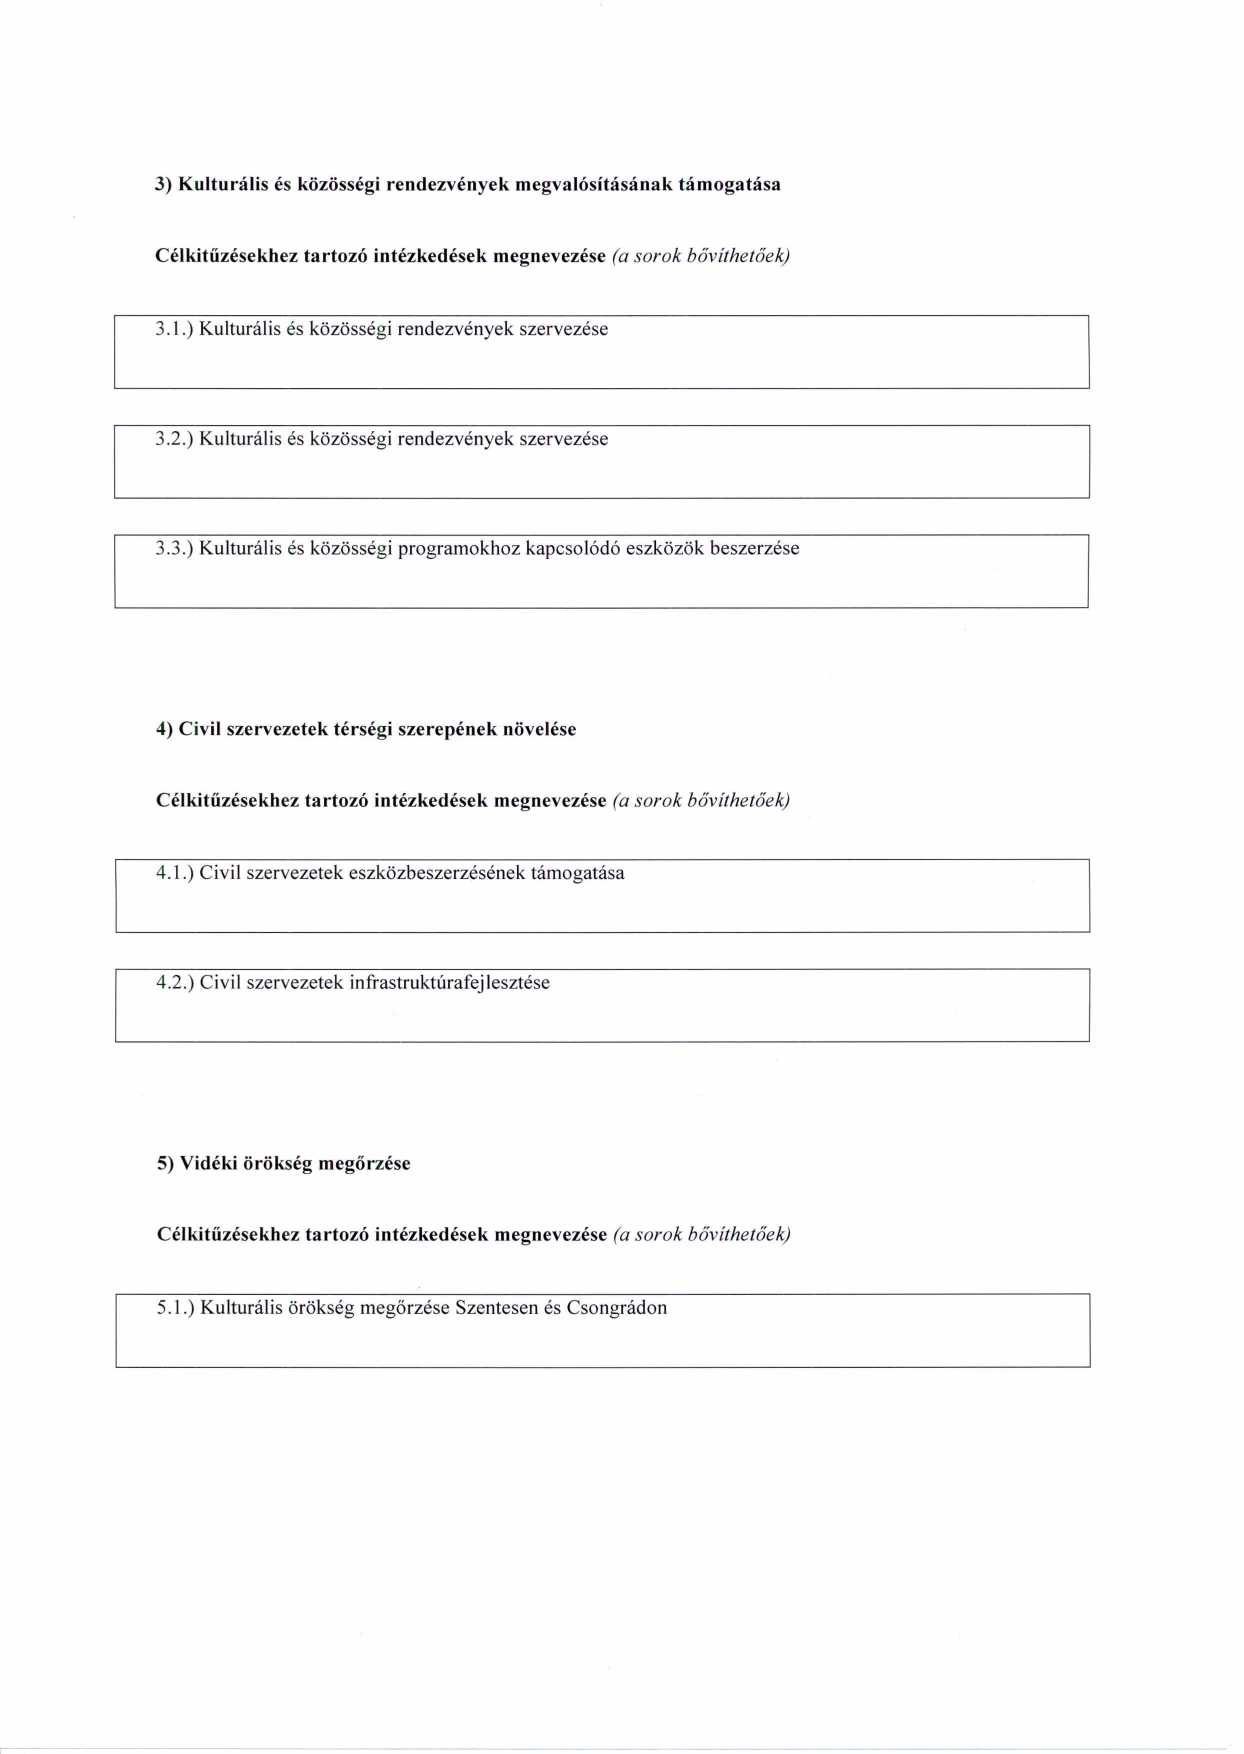 3) Kulturális és közösségi rendezvények megvalósításának támogatása
Célkitűzésekhez tartozó intézkedések megnevezése (a sorok bővíthetőek)
3.1.) Kulturális és közösségi rendezvények szervezése
3.2.) Kulturális és közösségi rendezvények szervezése
3.3.) Kulturális és közösségi programokhoz kapcsolódó eszközök beszerzése
4) Civil szervezetek térségi szerepének növelése
Célkitűzésekhez tartozó intézkedések megnevezése (a sorok bővíthetőek)
4.1.) Civil szervezetek eszközbeszerzésének támogatása
4.2.) Civil szervezetek infrastruktúrafejlesztése
5) Vidéki örökség megőrzése
Célkitűzésekhez tartozó intézkedések megnevezése (a sorok bővíthetőek)
5.1.) Kulturális örökség megőrzése Szentesen és Csongrádon